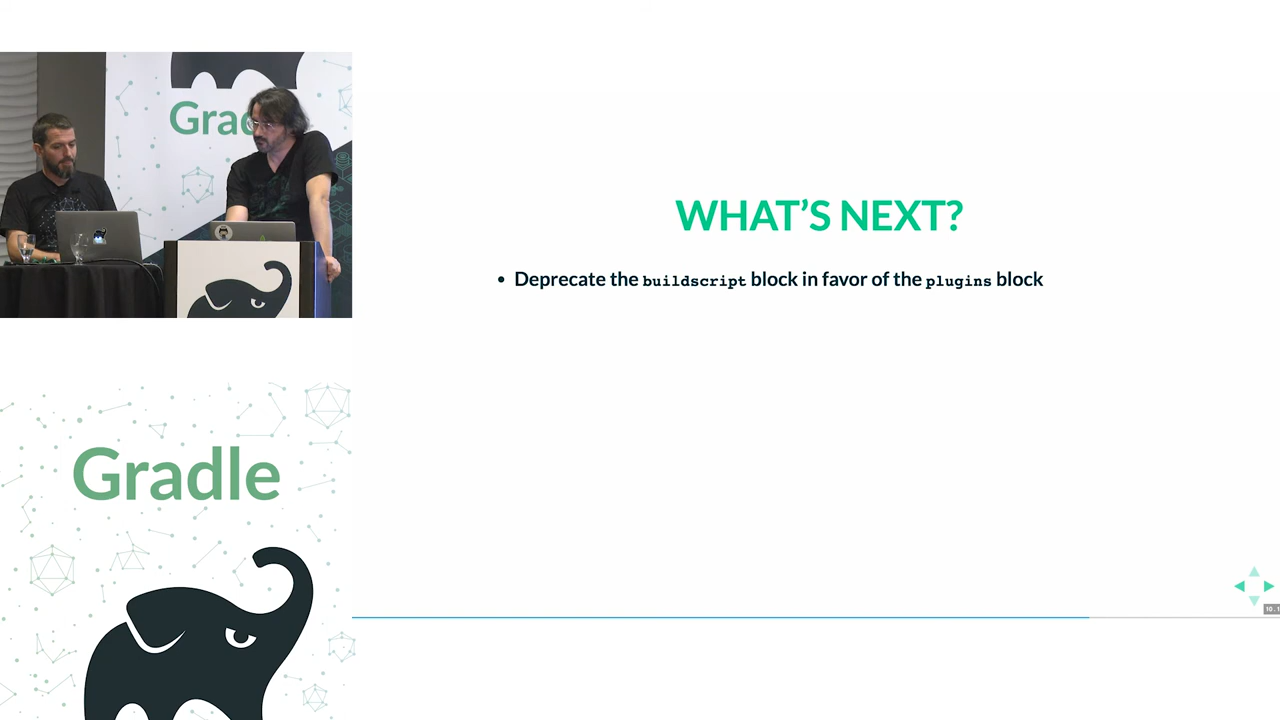 Grad
WHAT'S NEXT?
• Deprecate the buildscript block in favor of the plugins block
Gradle